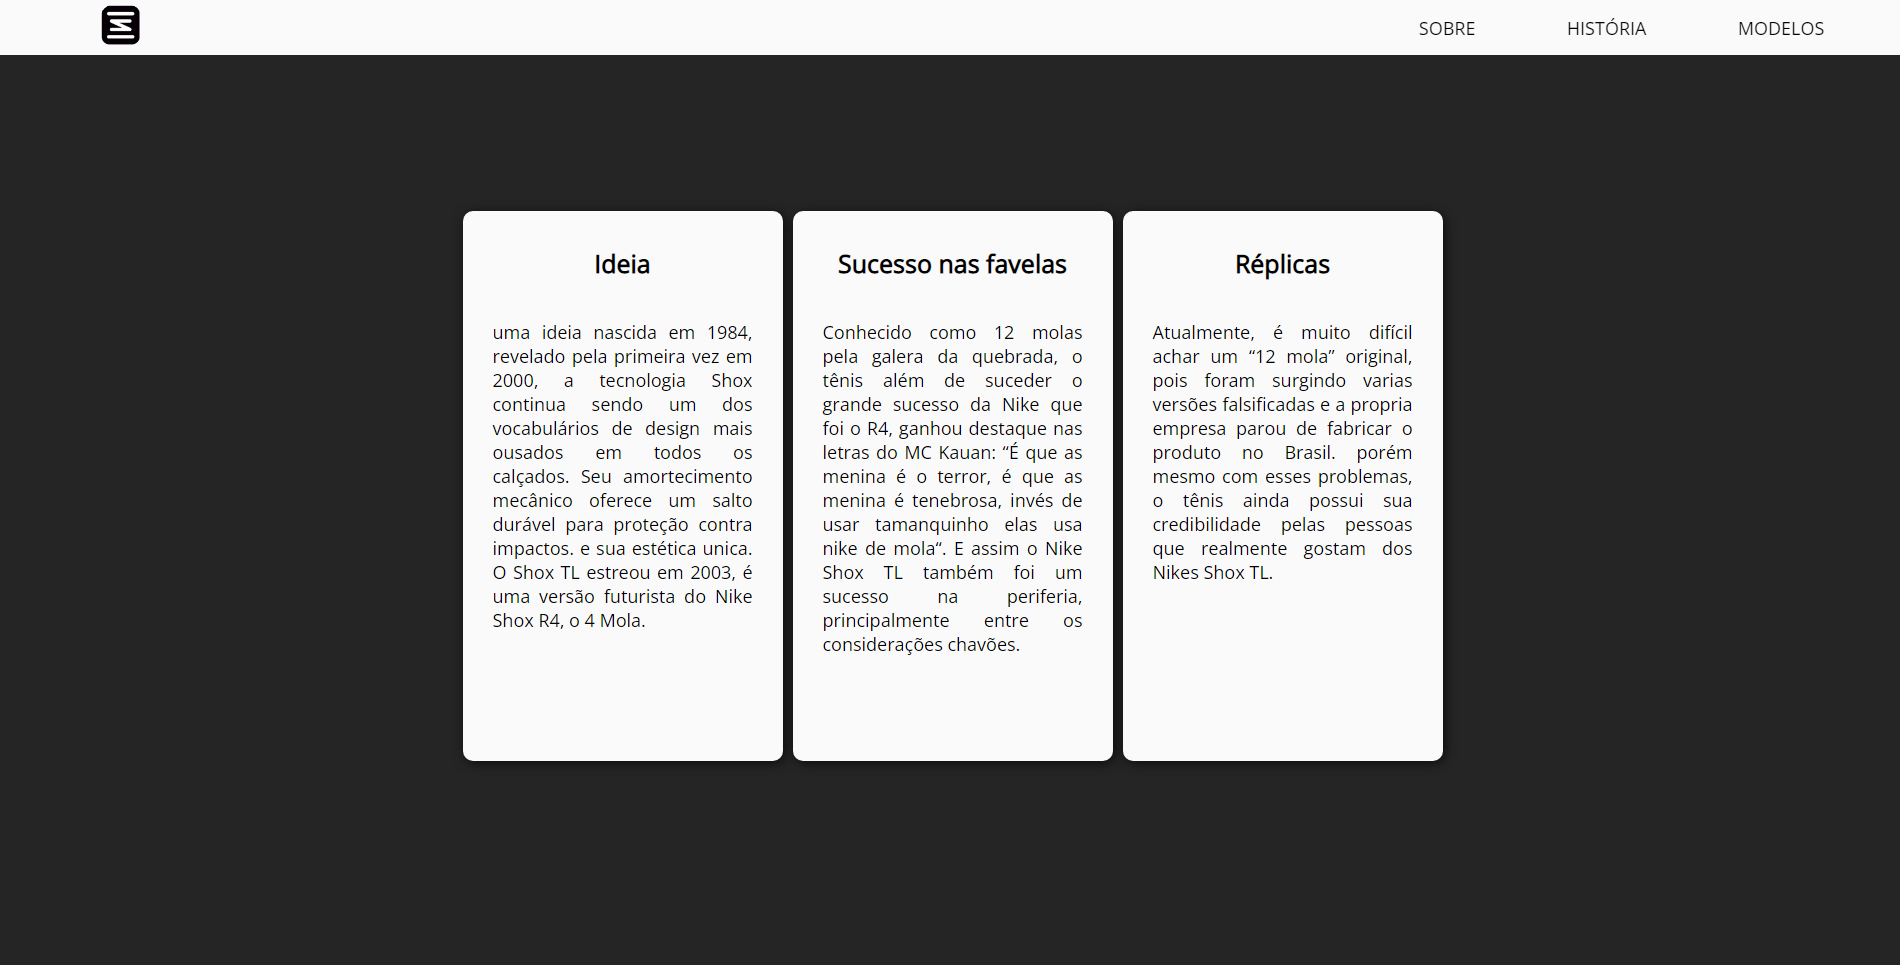 SOBRE HISTÓRIA MODELOS
Ideia
uma ideia nascida em 1984,
revelado pela primeira vez em
2000, a tecnologia Shox
continua sendo um dos
vocabulários de design mais
ousados em todos os
calçados. Seu amortecimento
mecânico oferece um salto
durável para proteção contra
impactos. e sua estética unica.
O Shox TL estreou em 2003, é
uma versão futurista do Nike
Shox R4, o 4 Mola.
Sucesso nas favelas
Conhecido como 12 molas
pela galera da quebrada, o
tênis além de suceder o
grande sucesso da Nike que
foi o R4, ganhou destaque nas
letras do MC Kauan: “É que as
menina é o terror, é que as
menina é tenebrosa, invés de
usar tamanquinho elas usa
nike de mola“. E assim o Nike
Shox TL também foi um
sucesso na periferia,
principalmente entre os
considerações chavões.
Réplicas
Atualmente, é muito difícil
achar um “12 mola” original,
pois foram surgindo varias
versões falsificadas e a propria
empresa parou de fabricar o
produto no Brasil. porém
mesmo com esses problemas,
o tênis ainda possui sua
credibilidade pelas pessoas
que realmente gostam dos
Nikes Shox TL.